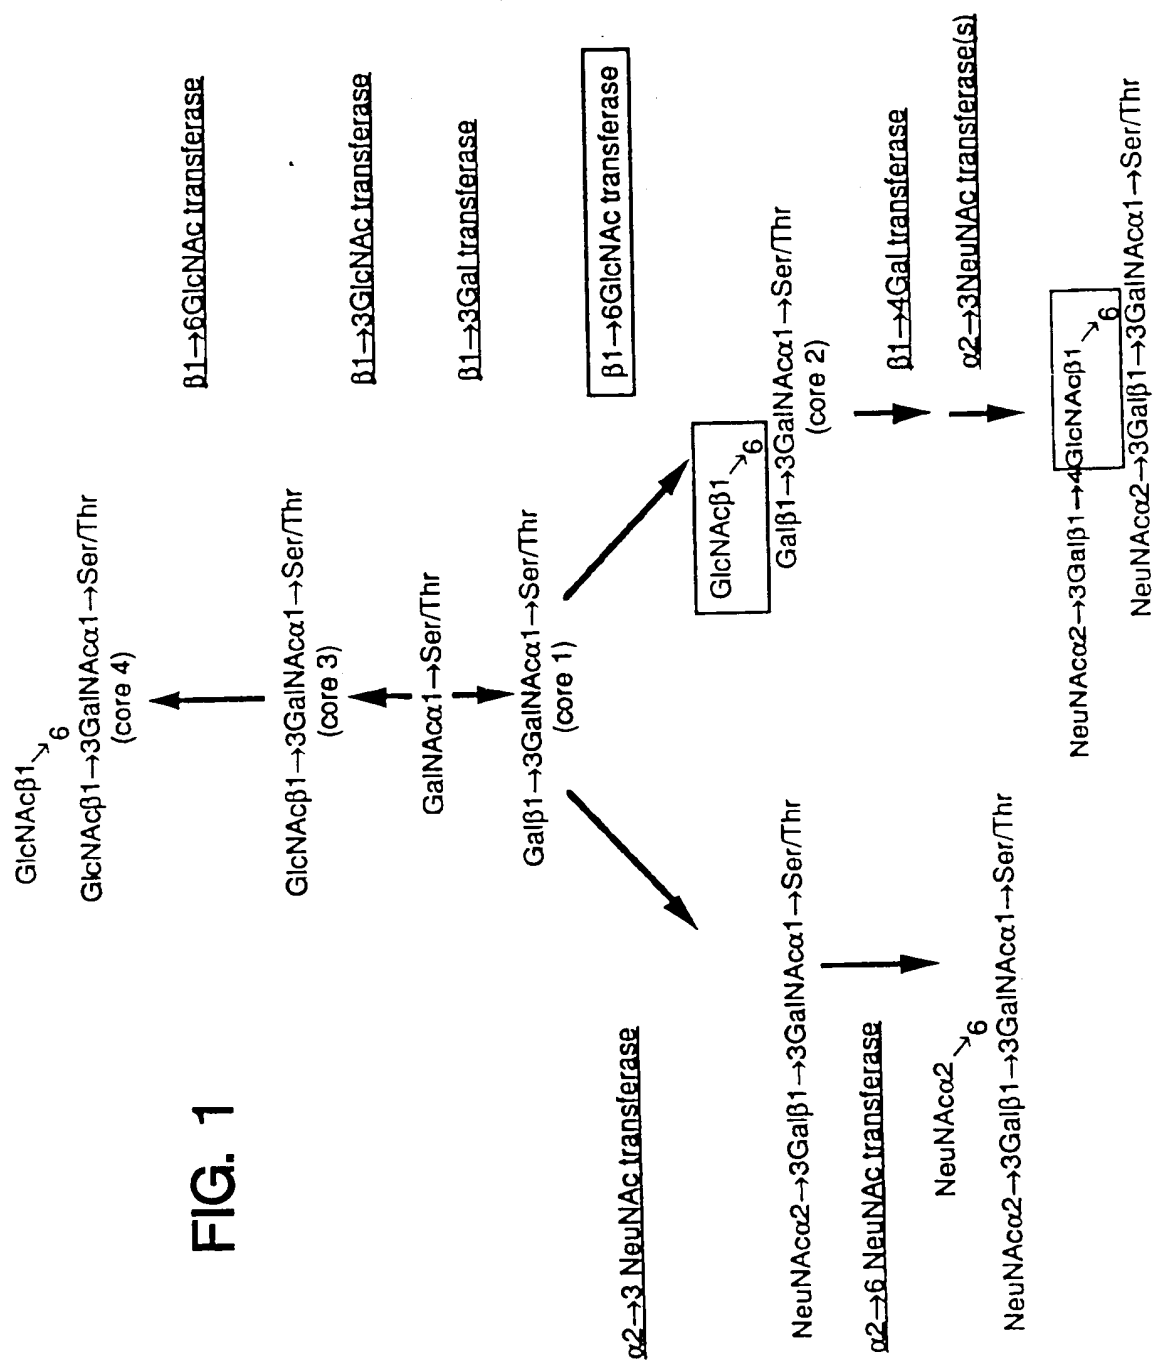 FIG. 1
GlcNAcβ1
→6
GlcNAcβ1→3GalNAcα1→Ser/Thr
(core 4)
β1→6GlcNAc transferase
GlcNAcβ1→3GalNAcα1→Ser/Thr
(core 3)
β1→3GlcNAc transferase
GalNAcα1→Ser/Thr
β1→3Gal transferase
Galβ1→3GalNAcα1→Ser/Thr
(core 1)
α2→3 NeuNAc transferase
β1→6GlcNAc transferase
GlcNAcβ1
→6
Galβ1→3GalNAcα1→Ser/Thr
(core 2)
NeuNAcα2→3Galβ1→3GalNAcα1→Ser/Thr
α2→6 NeuNAc transferase
β1→4Gal transferase
α2→3NeuNAc transferase(s)
NeuNAcα2
→6
NeuNAcα2→3Galβ1→3GalNAcα1→Ser/Thr
NeuNAcα2→3Galβ1→4GlcNAcβ1
→6
NeuNAcα2→3Galβ1→3GalNAcα1→Ser/Thr